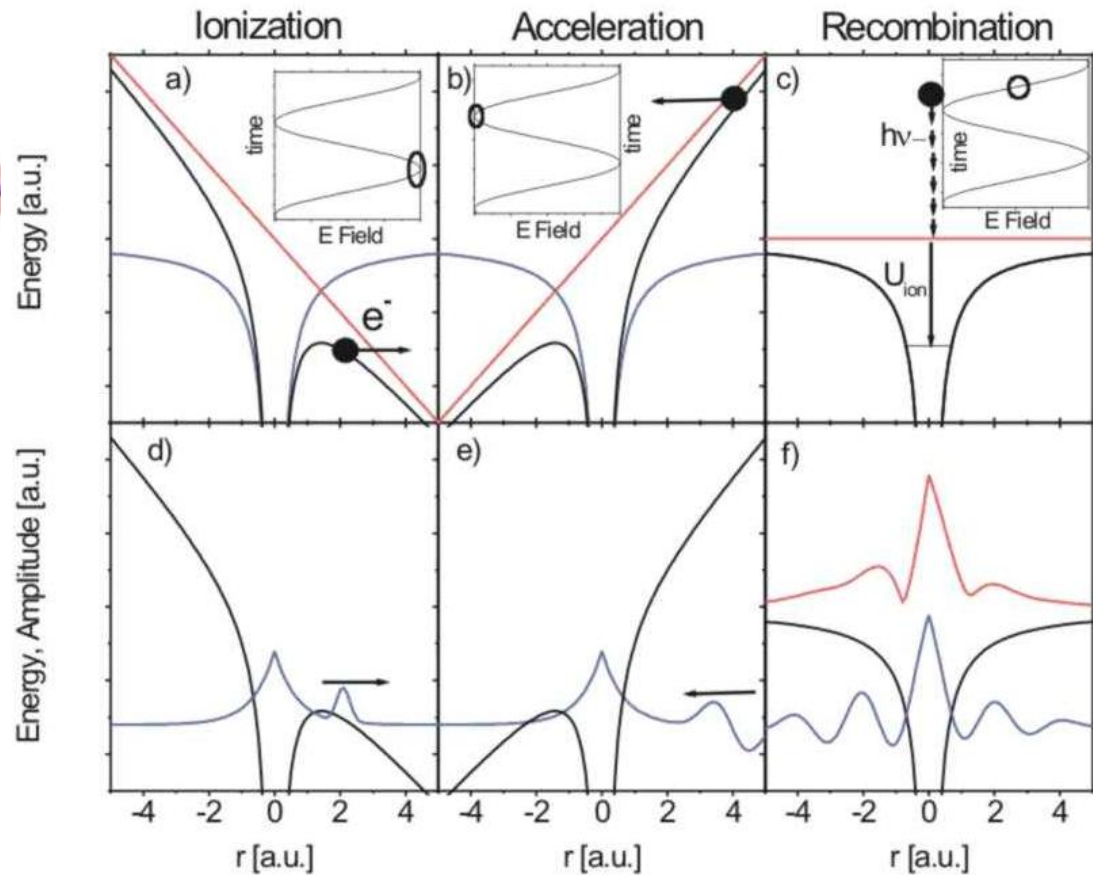 Ionization
Acceleration
Recombination
Energy [a.u.]
a)
time
E Field
e-
b)
time
E Field
c)
hν
time
E Field
Uion
Energy, Amplitude [a.u.]
d)
e)
f)
-4 -2 0 2 4
-4 -2 0 2 4
-4 -2 0 2 4
r [a.u.]
r [a.u.]
r [a.u.]